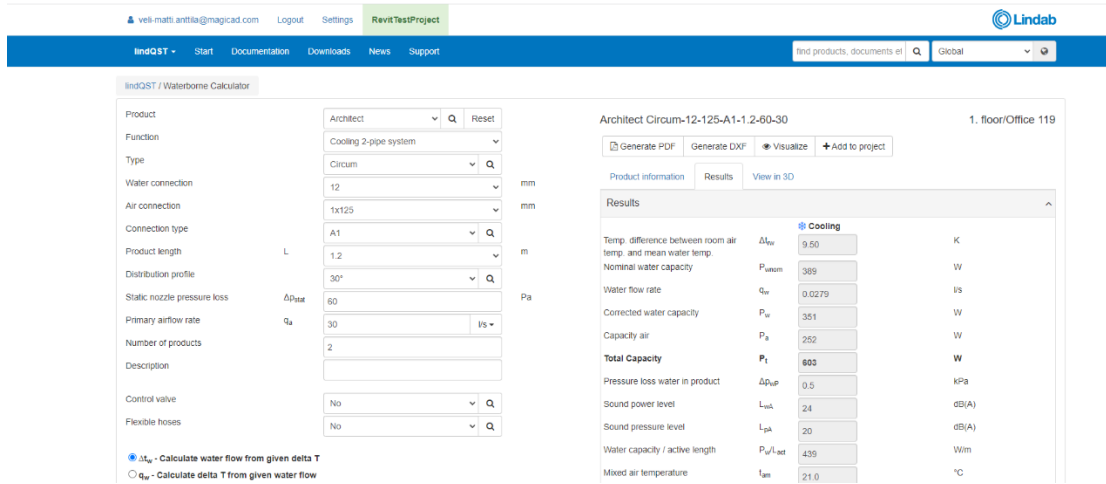 veli-matti.anttila@magicad.com Logout Settings RevitTestProject Lindab
lindQST Start Documentation Downloads News Support find products, documents et Global
lindQST / Waterborne Calculator
Product Architect Reset
Function Cooling 2-pipe system
Type Circum
Water connection 12 mm
Air connection 1x125 mm
Connection type A1
Product length L 1.2 m
Distribution profile 30°
Static nozzle pressure loss Δpstat 60 Pa
Primary airflow rate qa 30 l/s
Number of products 2
Description
Control valve No
Flexible hoses No
Δtw - Calculate water flow from given delta T
qw - Calculate delta T from given water flow
Architect Circum-12-125-A1-1.2-60-30 1. floor/Office 119
Generate PDF Generate DXF Visualize +Add to project
Product information Results View in 3D
Results
Cooling
Temp. difference between room air Δtrw 9.50 K
temp. and mean water temp.
Nominal water capacity Pwnom 389 W
Water flow rate qw 0.0279 l/s
Corrected water capacity Pw 351 W
Capacity air Pa 252 W
Total Capacity Pt 603 W
Pressure loss water in product ΔpwP 0.5 kPa
Sound power level LwA 24 dB(A)
Sound pressure level LpA 20 dB(A)
Water capacity / active length Pw/Lact 439 W/m
Mixed air temperature tam 21.0 °C